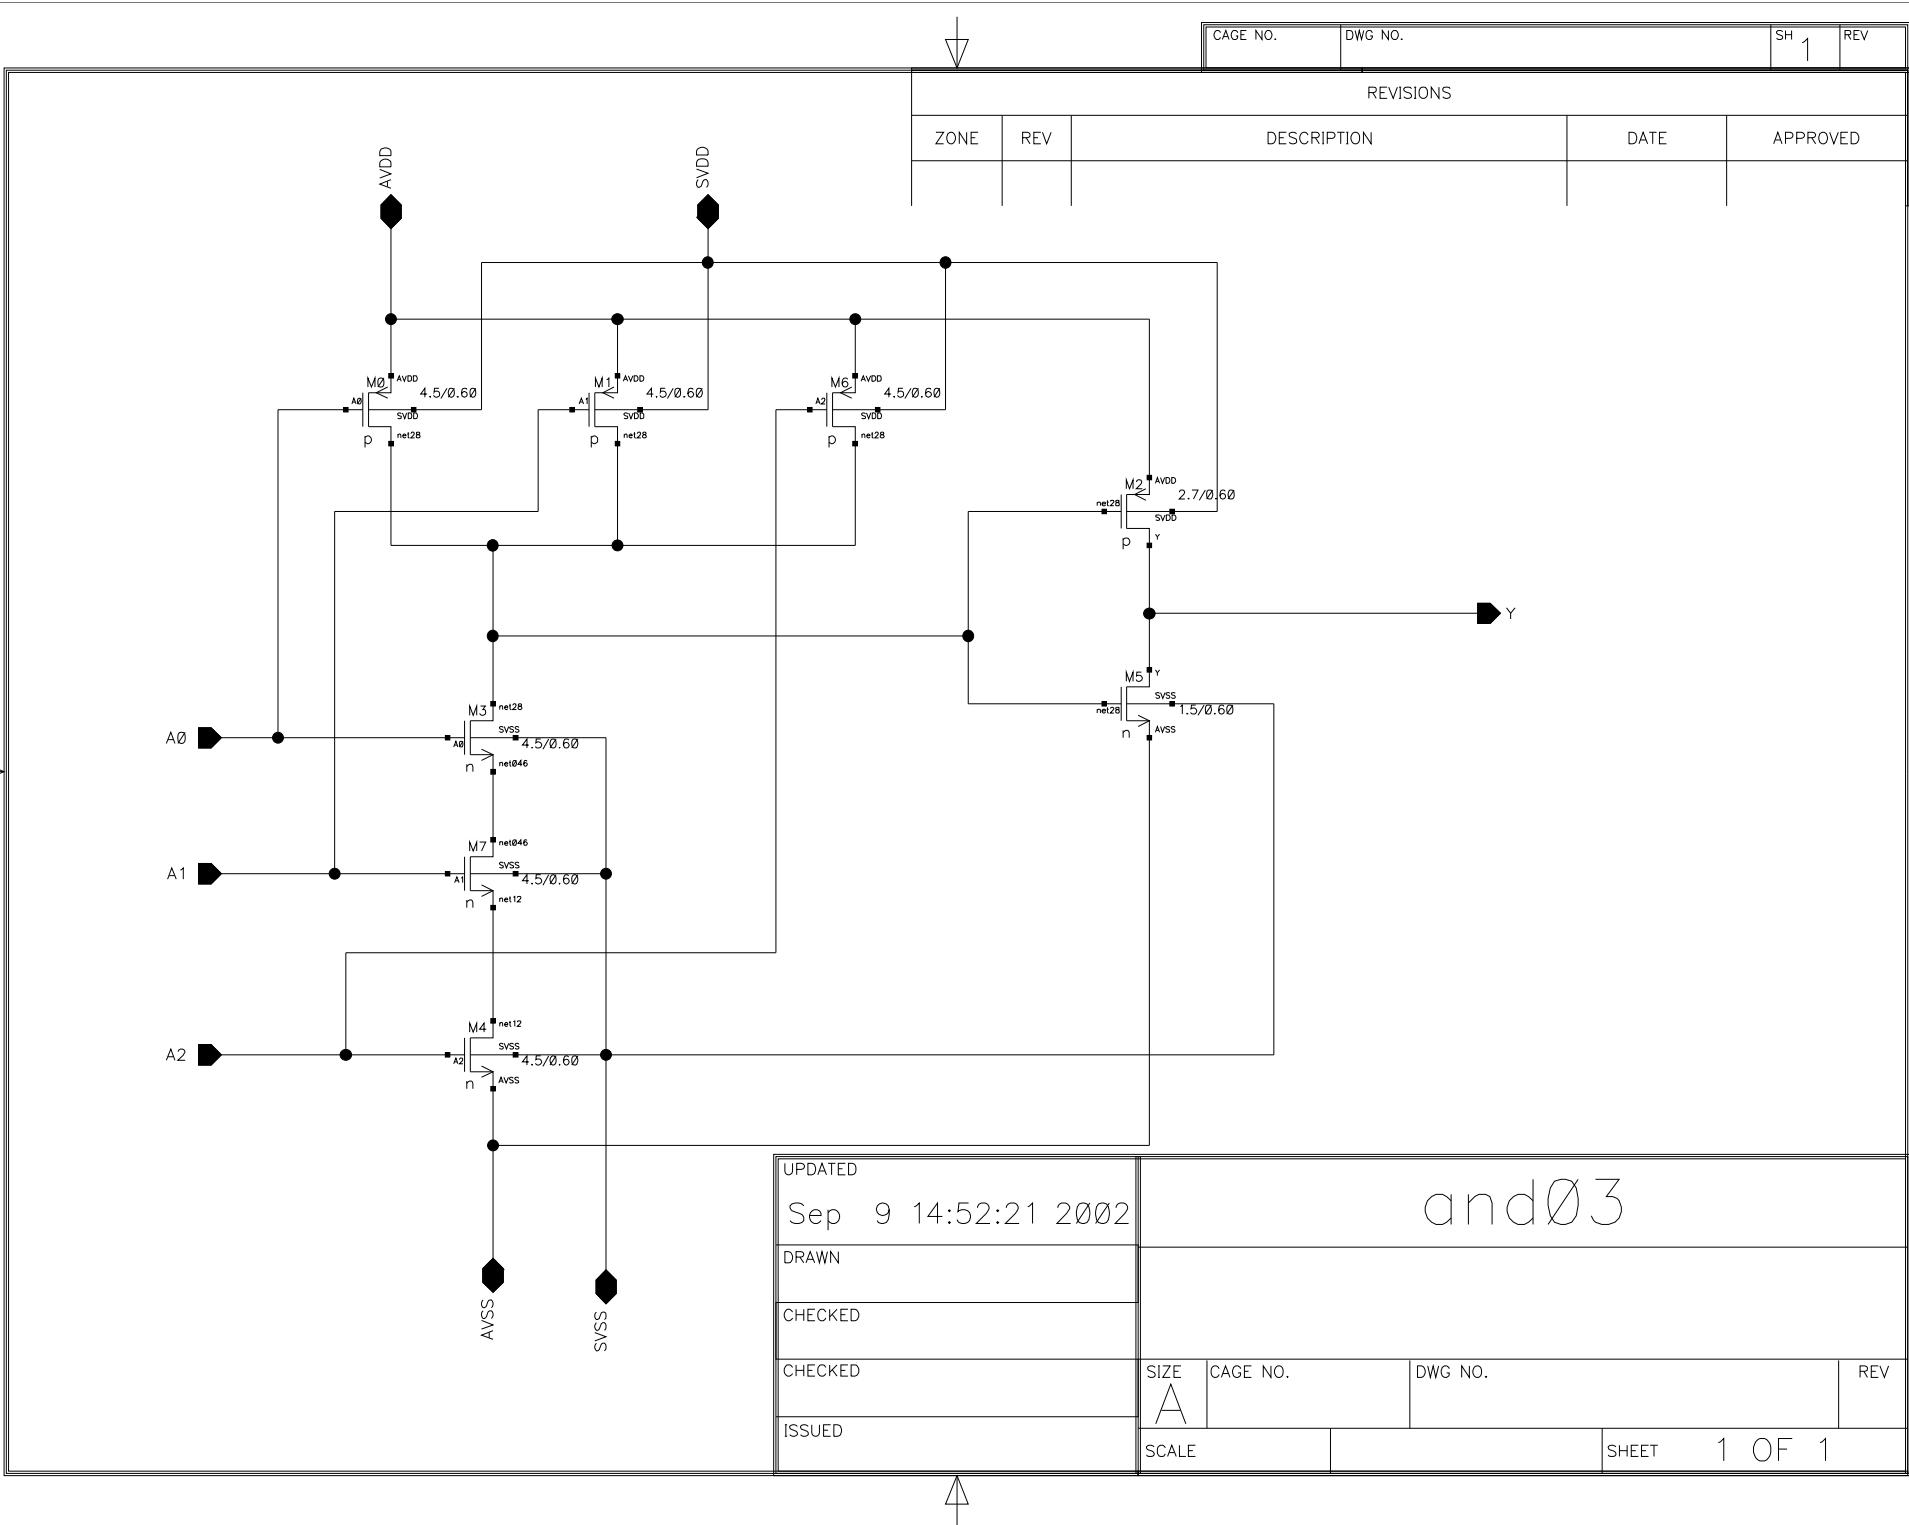 CAGE NO. DWG NO. SH 1 REV
REVISIONS
ZONE REV DESCRIPTION DATE APPROVED
AVDD SVDD
M0 AVDD 4.5/0.60 A0 SVDD p net28
M1 AVDD 4.5/0.60 A1 SVDD p net28
M6 AVDD 4.5/0.60 A2 SVDD p net28
M2 AVDD 2.7/0.60 net28 SVDD p Y
Y
M5 Y SVSS 1.5/0.60 net28 n AVSS
A0 M3 net28 SVSS 4.5/0.60 A0 n net046
A1 M7 net046 SVSS 4.5/0.60 A1 n net12
A2 M4 net12 SVSS 4.5/0.60 A2 n AVSS
AVSS SVSS
UPDATED
Sep 9 14:52:21 2002
and03
DRAWN
CHECKED
CHECKED
ISSUED
SIZE A CAGE NO. DWG NO. REV
SCALE SHEET 1 OF 1